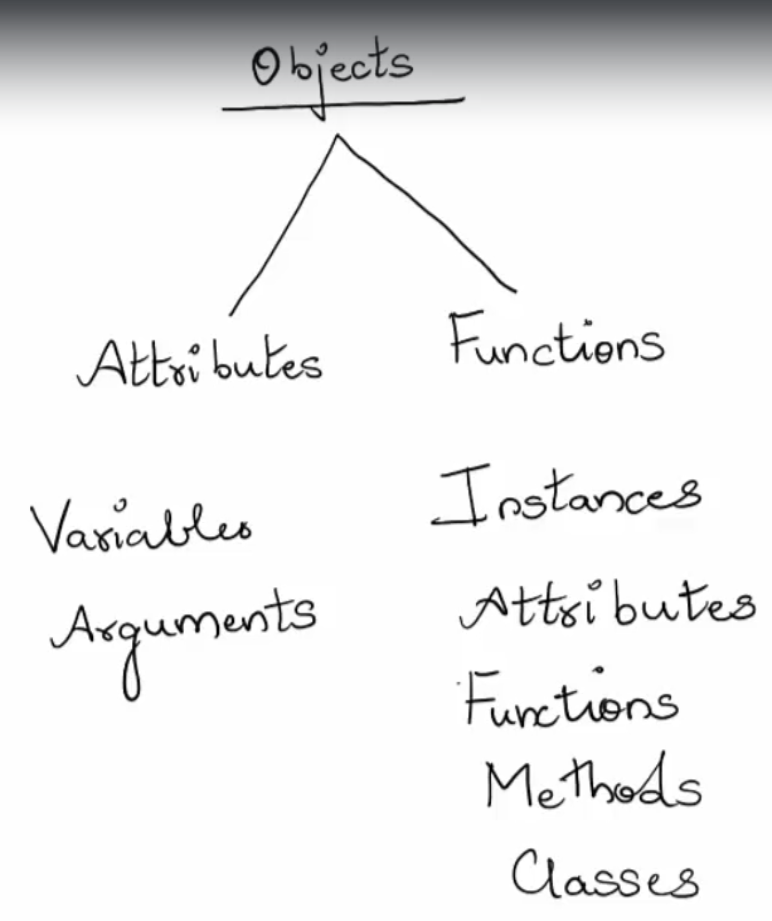 Objects
Attributes
Functions
Variables
Arguments
Instances
Attributes
Functions
Methods
Classes